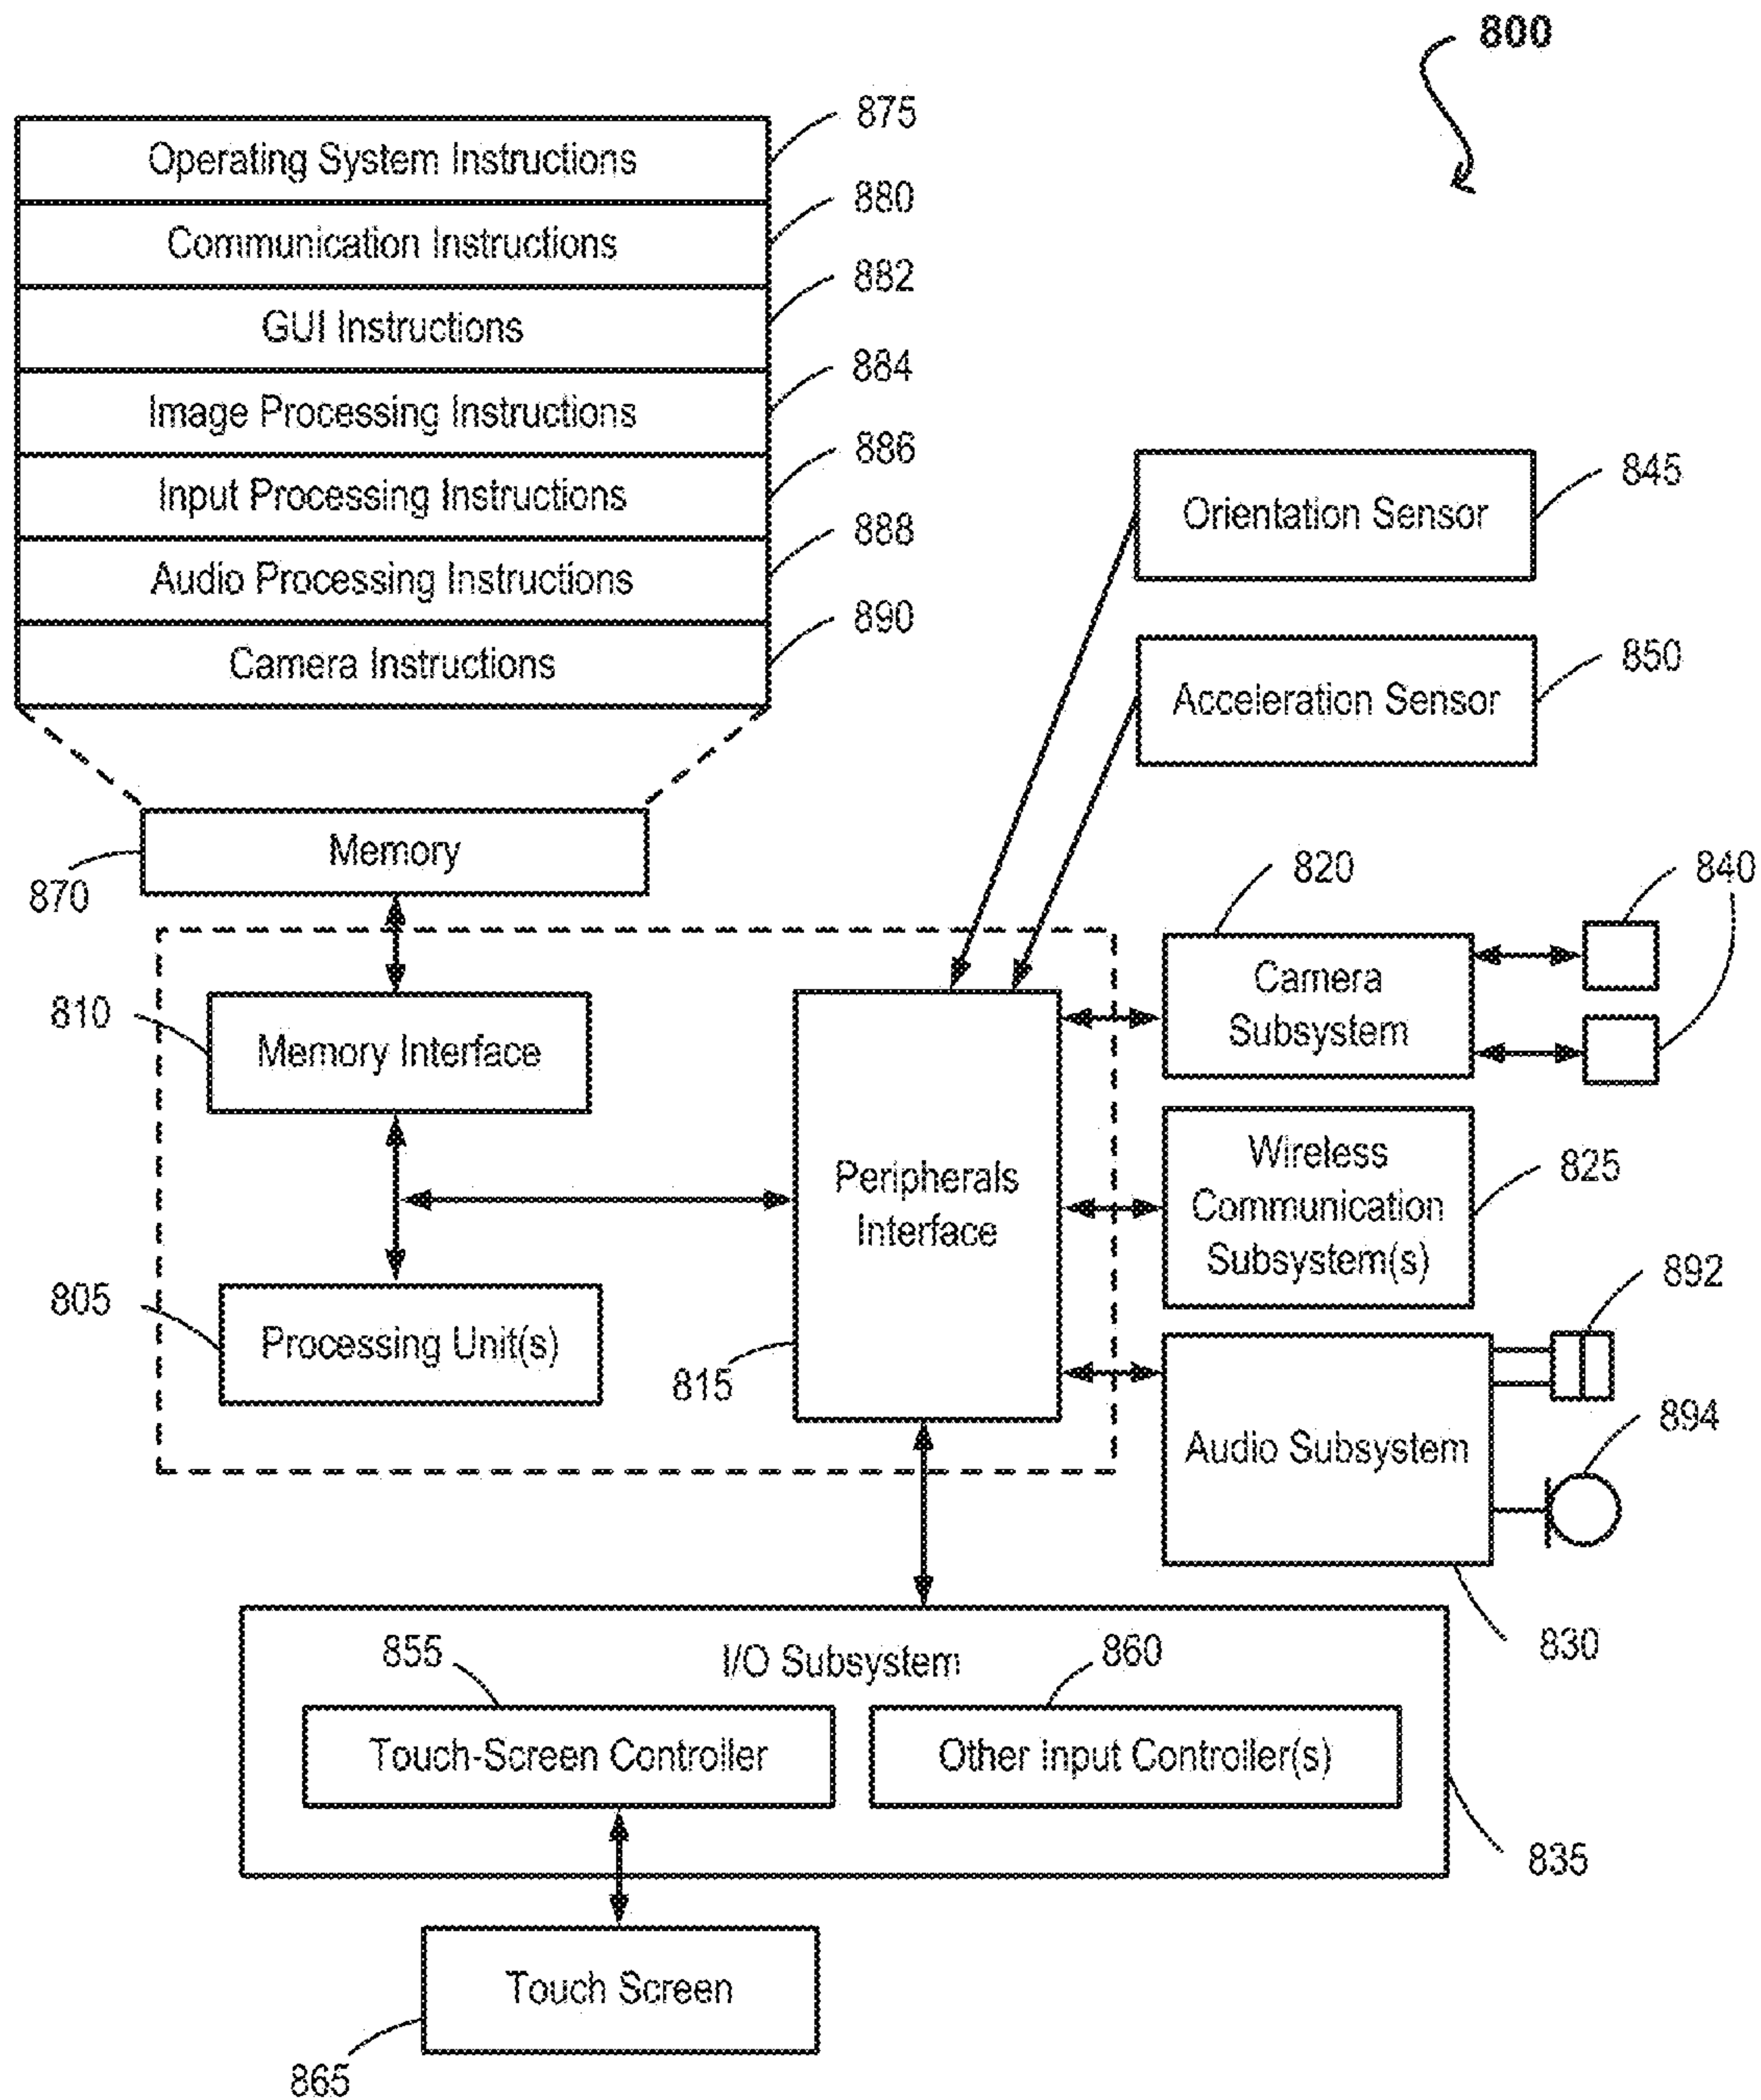 800
875
Operating System Instructions
880
Communication Instructions
882
GUI Instructions
884
Image Processing Instructions
886
Input Processing Instructions
888
Audio Processing Instructions
890
Camera Instructions
845
Orientation Sensor
850
Acceleration Sensor
Memory
870
820
840
Camera
Subsystem
810
Memory Interface
Peripherals
Interface
815
Wireless
Communication
Subsystem(s)
825
805
Processing Unit(s)
892
894
Audio Subsystem
830
I/O Subsystem
855
860
Touch-Screen Controller
Other Input Controller(s)
835
Touch Screen
865